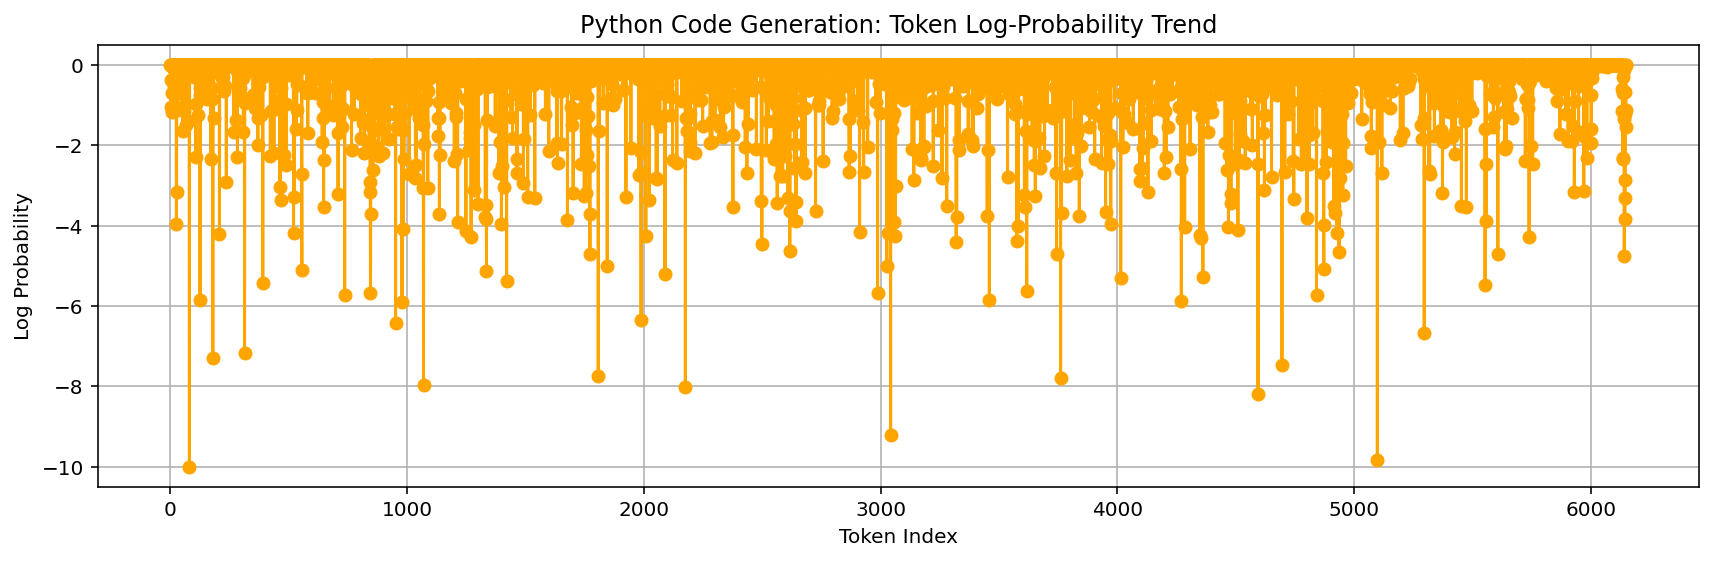 Python Code Generation: Token Log-Probability Trend
Log Probability
0
−2
−4
−6
−8
−10
0 1000 2000 3000 4000 5000 6000
Token Index